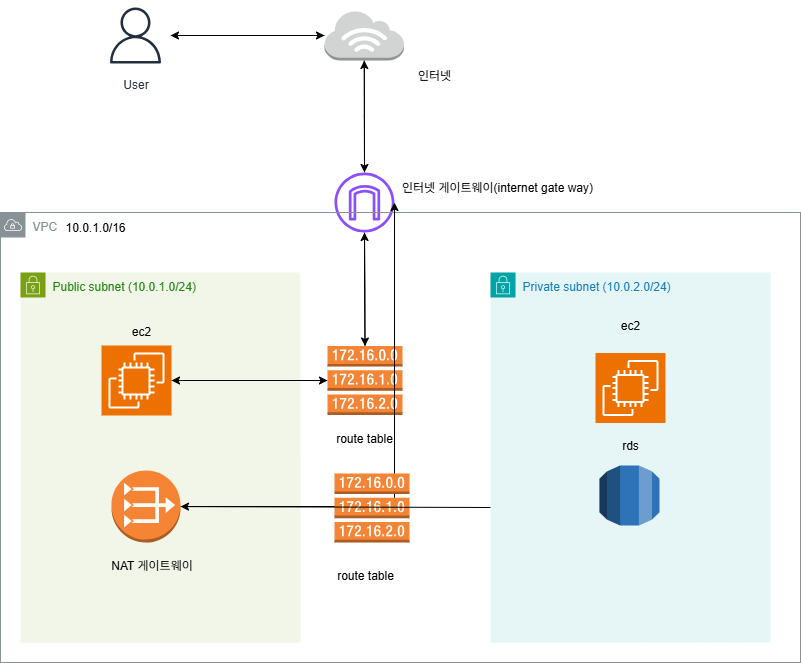 User
인터넷
인터넷 게이트웨이(internet gate way)
VPC 10.0.1.0/16
Public subnet (10.0.1.0/24)
Private subnet (10.0.2.0/24)
ec2
172.16.0.0
172.16.1.0
172.16.2.0
route table
ec2
rds
NAT 게이트웨이
172.16.0.0
172.16.1.0
172.16.2.0
route table